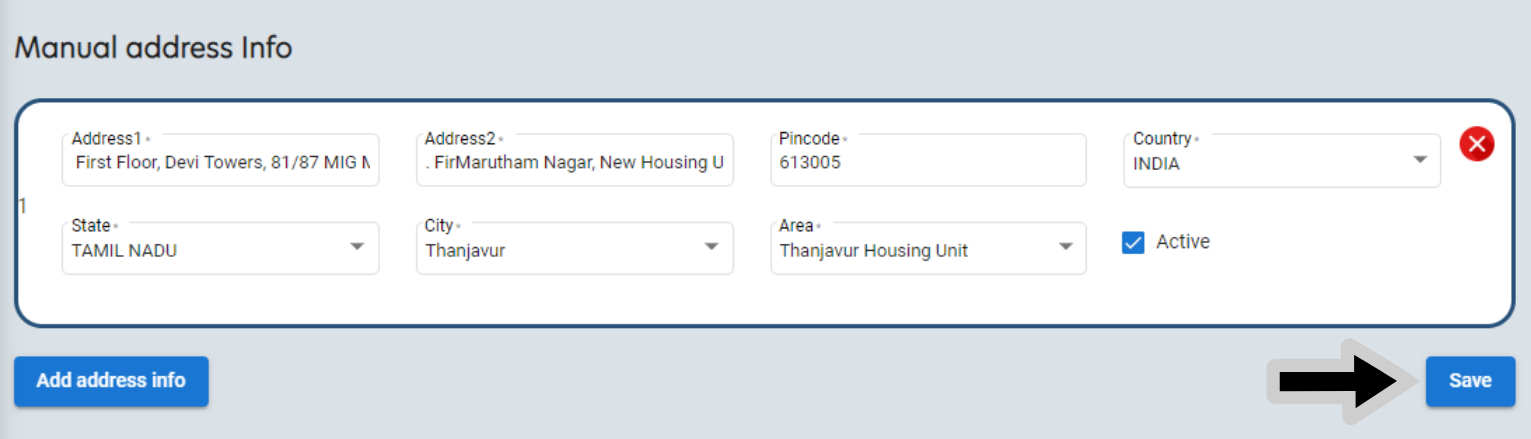 Manual address Info
Address1 *
First Floor, Devi Towers, 81/87 MIG
Address2 *
. FirMarutham Nagar, New Housing U
Pincode *
613005
Country *
INDIA
1
State *
TAMIL NADU
City *
Thanjavur
Area *
Thanjavur Housing Unit
Active
Add address info
Save